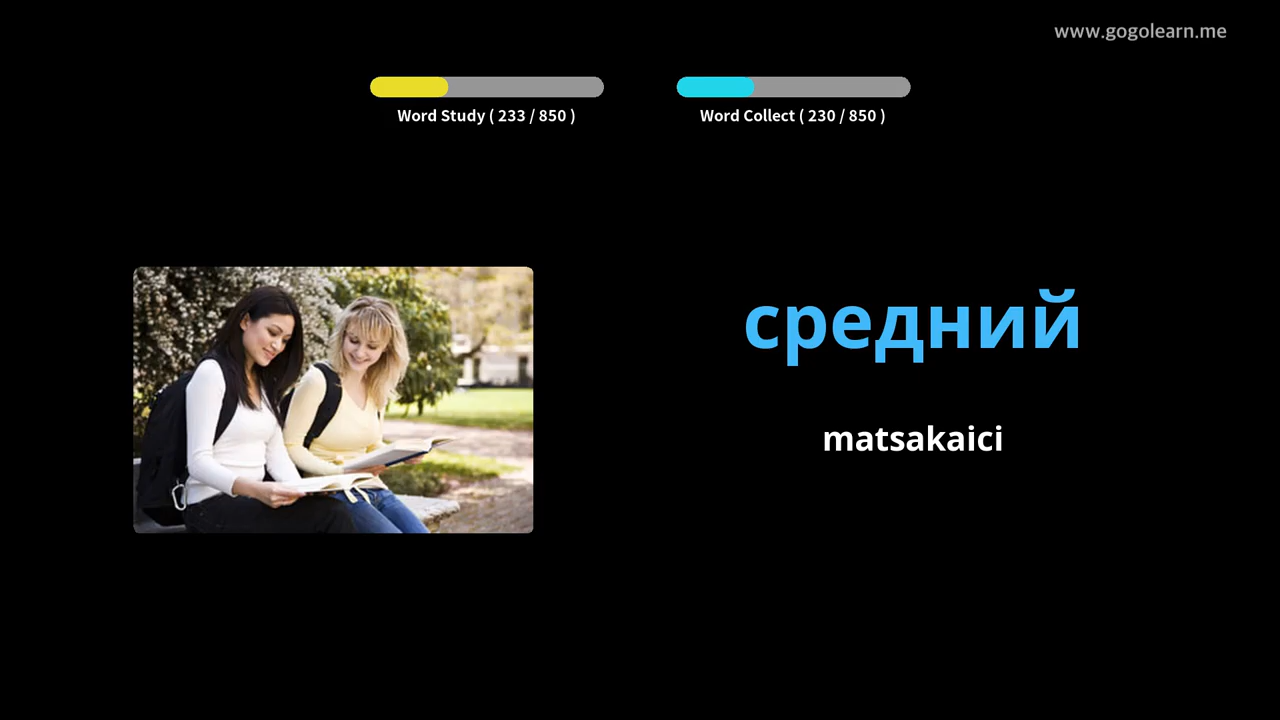 www.gogolearn.me
Word Study ( 233 / 850 )
Word Collect ( 230 / 850 )
средний
matsakaici